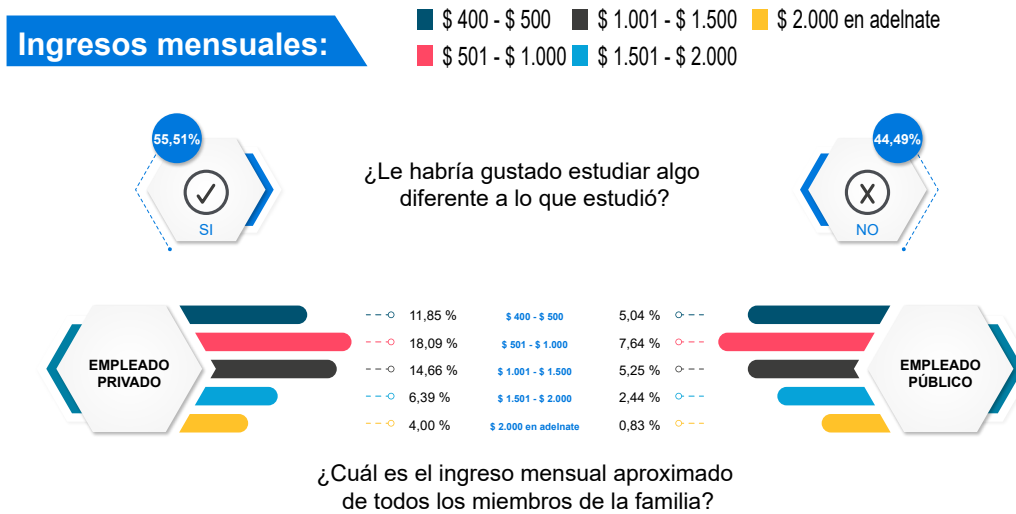 Ingresos mensuales:
$ 400 - $ 500
$ 1.001 - $ 1.500
$ 2.000 en adelnate
$ 501 - $ 1.000
$ 1.501 - $ 2.000
55,51%
SI
¿Le habría gustado estudiar algo
diferente a lo que estudió?
44,49%
X
NO
EMPLEADO
PRIVADO
11,85 % $ 400 - $ 500 5,04 %
18,09 % $ 501 - $ 1.000 7,64 %
14,66 % $ 1.001 - $ 1.500 5,25 %
6,39 % $ 1.501 - $ 2.000 2,44 %
4,00 % $ 2.000 en adelnate 0,83 %
EMPLEADO
PÚBLICO
¿Cuál es el ingreso mensual aproximado
de todos los miembros de la familia?